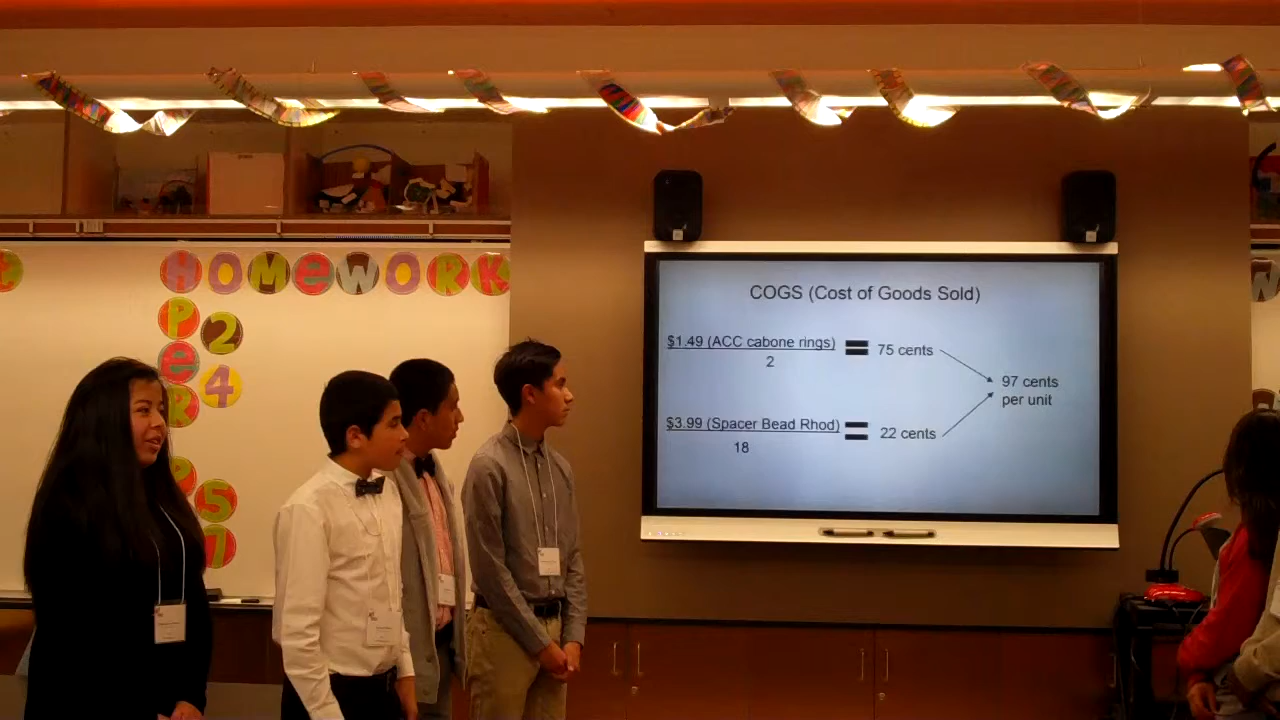 HOMEWORK
PeR
2
4
P
5
7
COGS (Cost of Goods Sold)
$1.49 (ACC cabone rings)
2
= 75 cents
$3.99 (Spacer Bead Rhod)
18
= 22 cents
97 cents
per unit